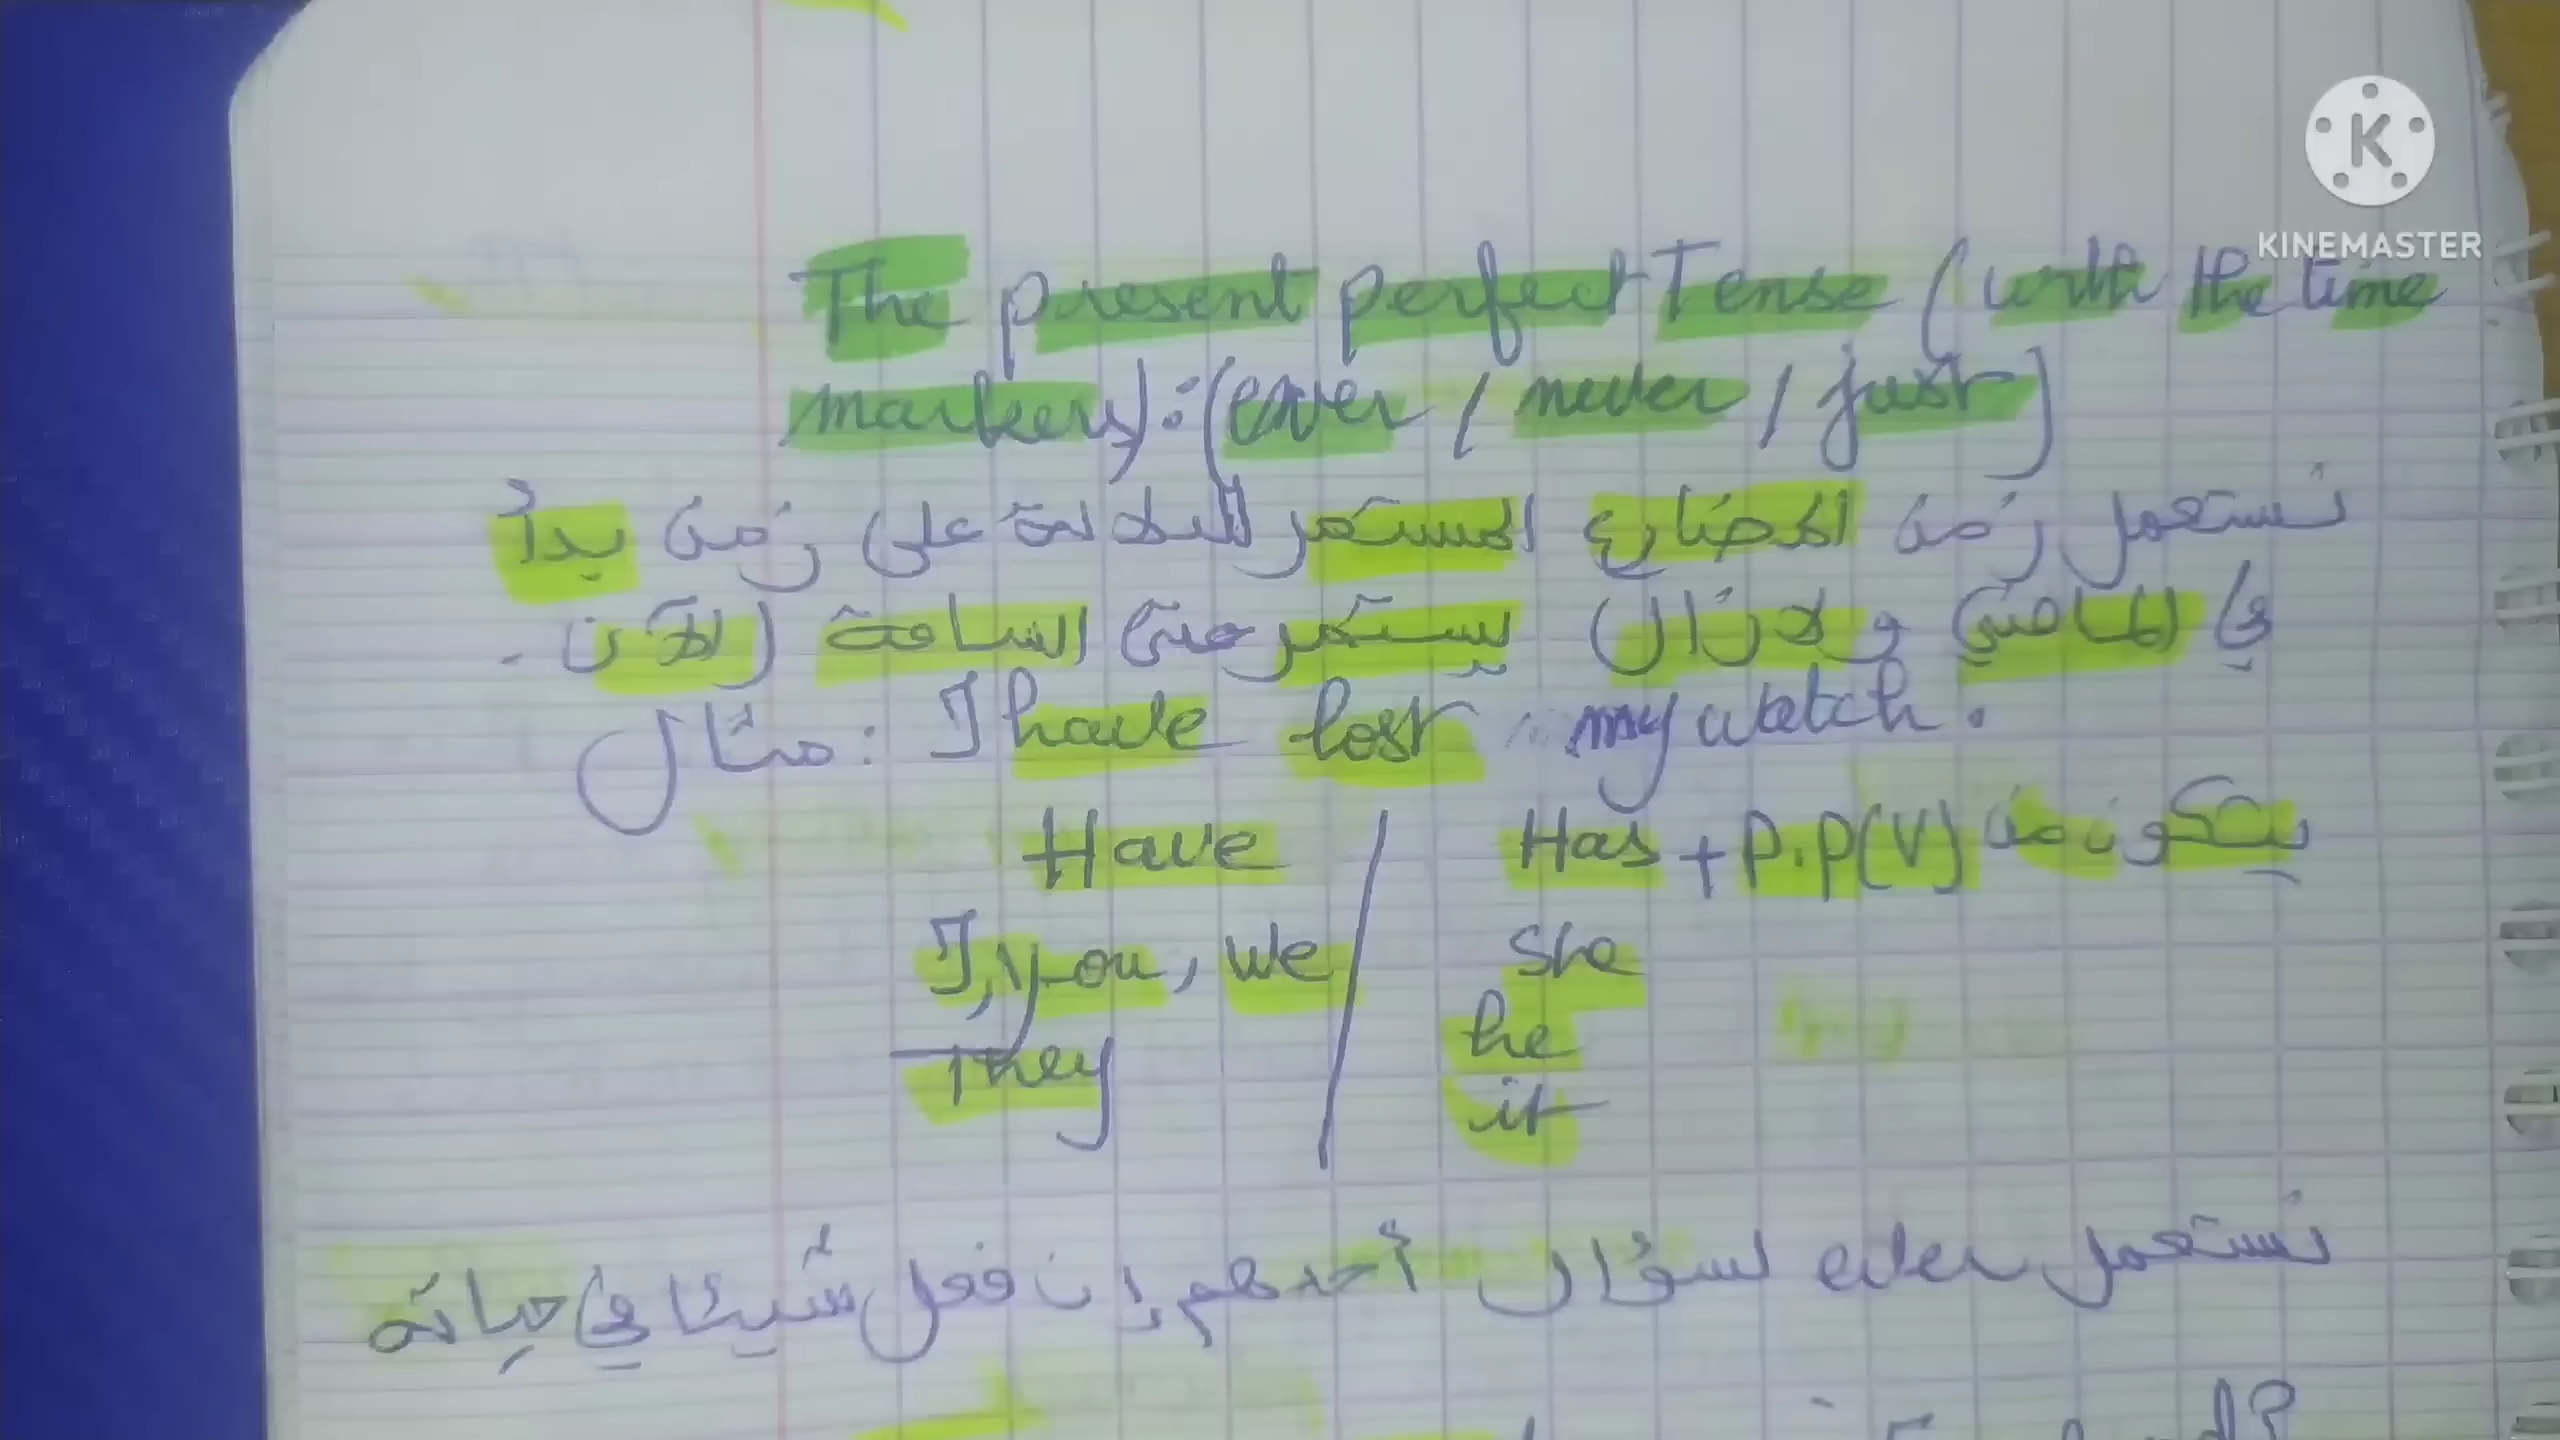 KINEMASTER
The present perfect Tense (with the time
markers): (ever / never / just)
نستعمل زمن المضارع المستمر للدلالة على زمن بدأ
في الماضي ولازال يستمر حتى الساعة (الآن .
مثال : I have lost my watch.
Have / Has + P.P(V) يتكون من
I, you, we she
he
They it
نستعمل ever لسؤال أحدهم إن فعل شيئا في حياته